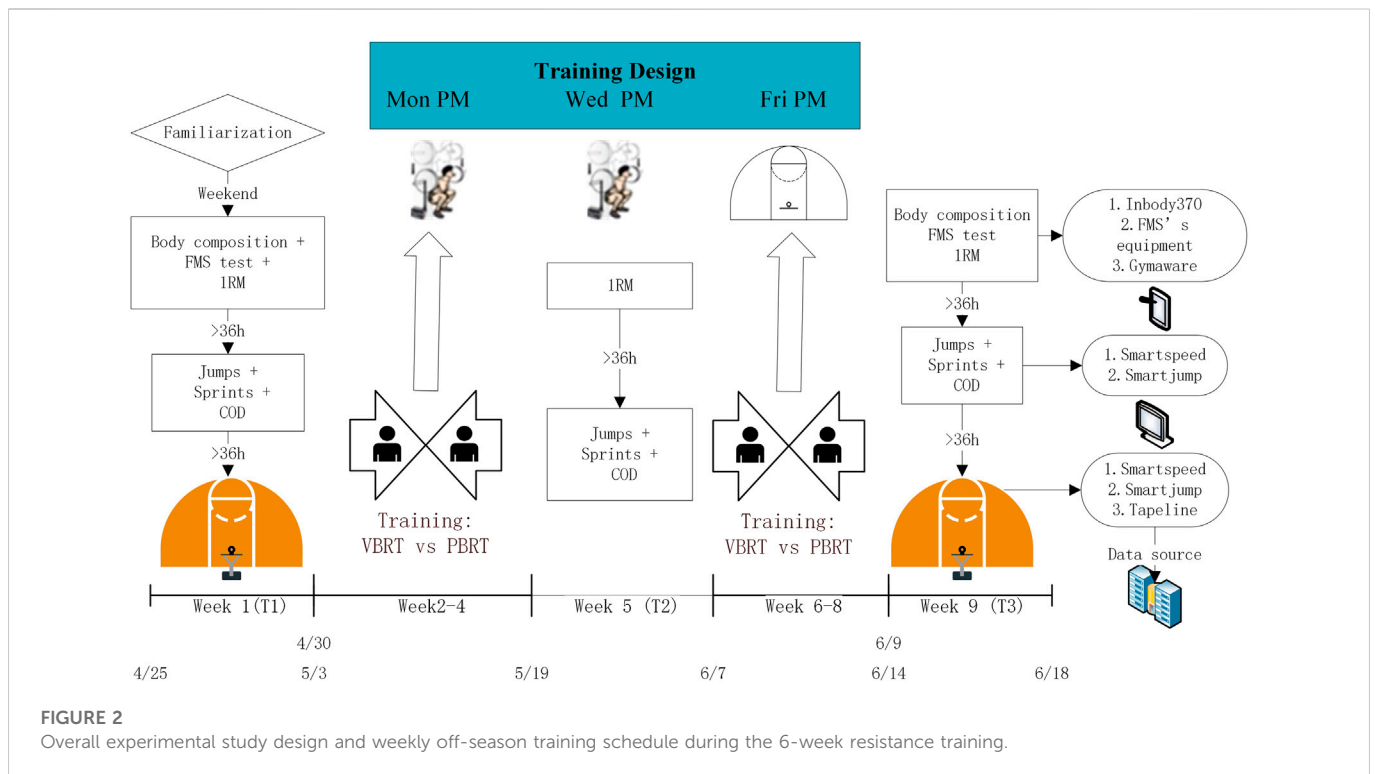 Training Design
Mon PM
Wed PM
Fri PM
Familiarization
Weekend
Body composition +
FMS test +
1RM
>36h
Jumps +
Sprints +
COD
>36h
Training:
VBRT vs PBRT
1RM
>36h
Jumps +
Sprints +
COD
Training:
VBRT vs PBRT
Body composition
FMS test
1RM
>36h
Jumps +
Sprints +
COD
>36h
1. Inbody370
2. FMS’s
equipment
3. Gymaware
1. Smartspeed
2. Smartjump
1. Smartspeed
2. Smartjump
3. Tapeline
Data source
Week 1(T1)
Week2-4
Week 5 (T2)
Week 6-8
Week 9 (T3)
4/30
6/9
4/25
5/3
5/19
6/7
6/14
6/18
FIGURE 2
Overall experimental study design and weekly off-season training schedule during the 6-week resistance training.